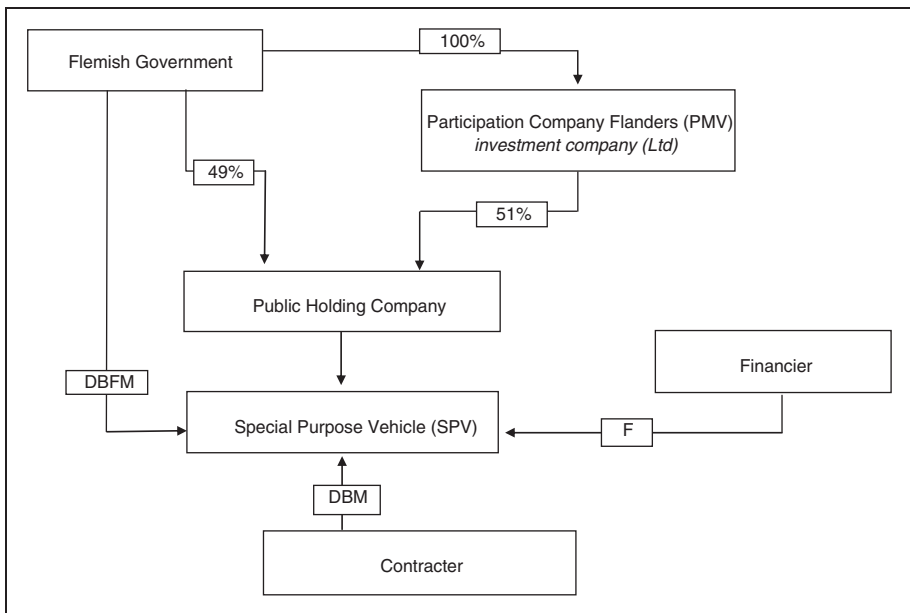 Flemish Government
100%
Participation Company Flanders (PMV)
investment company (Ltd)
49%
51%
Public Holding Company
Financier
DBFM
Special Purpose Vehicle (SPV)
F
DBM
Contracter